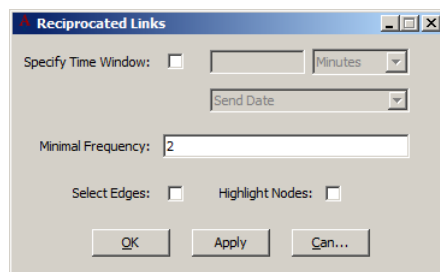 Reciprocated Links
Specify Time Window: Minutes
Send Date
Minimal Frequency: 2
Select Edges: Highlight Nodes:
OK Apply Can...